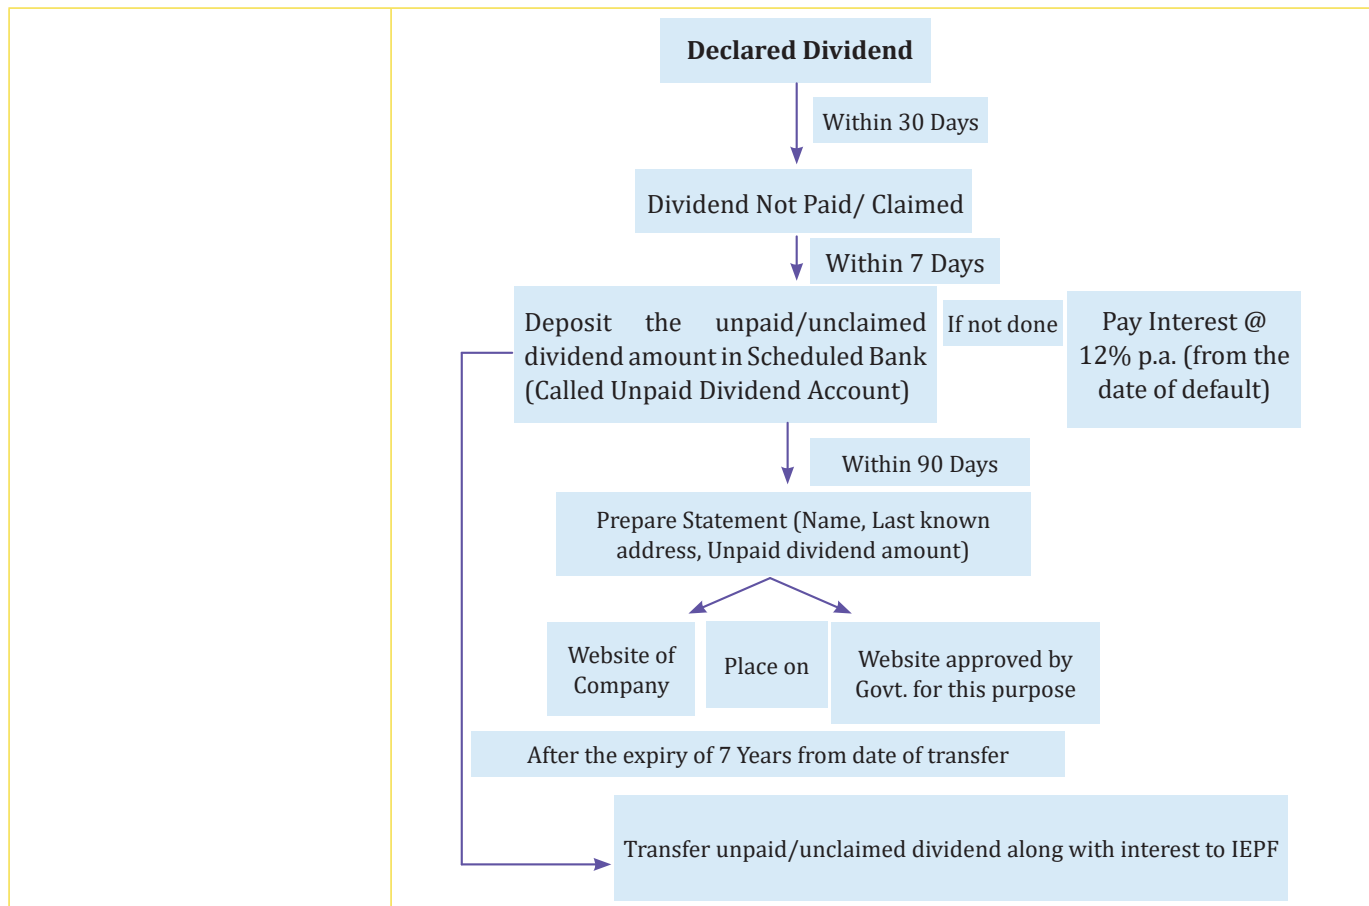 Declared Dividend
Within 30 Days
Dividend Not Paid/ Claimed
Within 7 Days
Deposit the unpaid/unclaimed
dividend amount in Scheduled Bank
(Called Unpaid Dividend Account)
If not done
Pay Interest @
12% p.a. (from the
date of default)
Within 90 Days
Prepare Statement (Name, Last known
address, Unpaid dividend amount)
Website of
Company
Place on
Website approved by
Govt. for this purpose
After the expiry of 7 Years from date of transfer
Transfer unpaid/unclaimed dividend along with interest to IEPF